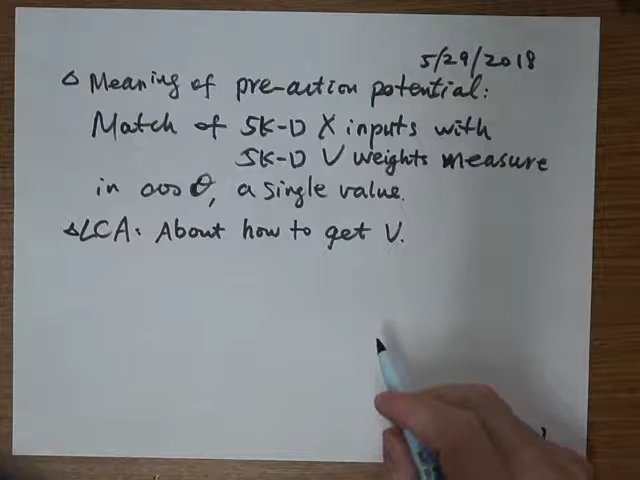 5/29/2018
△ Meaning of pre-action potential:
Match of 5K-D X inputs with
5K-D V weights measure
in cos θ, a single value.
△ LCA: About how to get V.